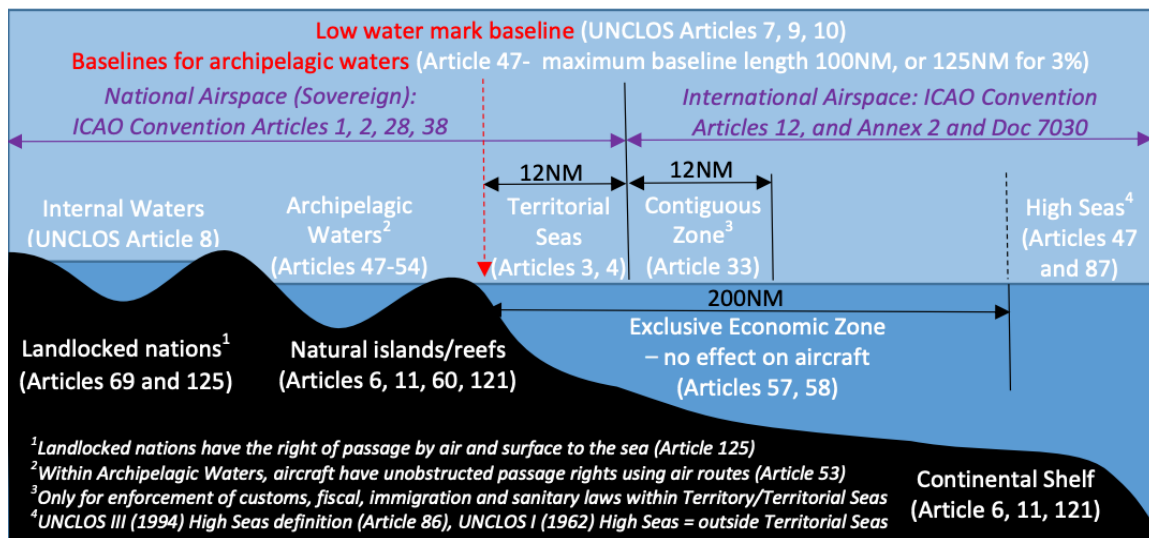 Low water mark baseline (UNCLOS Articles 7, 9, 10)
Baselines for archipelagic waters (Article 47- maximum baseline length 100NM, or 125NM for 3%)
National Airspace (Sovereign):
ICAO Convention Articles 1, 2, 28, 38
International Airspace: ICAO Convention
Articles 12, and Annex 2 and Doc 7030
12NM
12NM
Internal Waters
(UNCLOS Article 8)
Archipelagic
Waters²
(Articles 47-54)
Territorial
Seas
(Articles 3, 4)
Contiguous
Zone³
(Article 33)
High Seas⁴
(Articles 47
and 87)
200NM
Exclusive Economic Zone
– no effect on aircraft
(Articles 57, 58)
Landlocked nations¹
(Articles 69 and 125)
Natural islands/reefs
(Articles 6, 11, 60, 121)
¹Landlocked nations have the right of passage by air and surface to the sea (Article 125)
²Within Archipelagic Waters, aircraft have unobstructed passage rights using air routes (Article 53)
³Only for enforcement of customs, fiscal, immigration and sanitary laws within Territory/Territorial Seas
⁴UNCLOS III (1994) High Seas definition (Article 86), UNCLOS I (1962) High Seas = outside Territorial Seas
Continental Shelf
(Article 6, 11, 121)